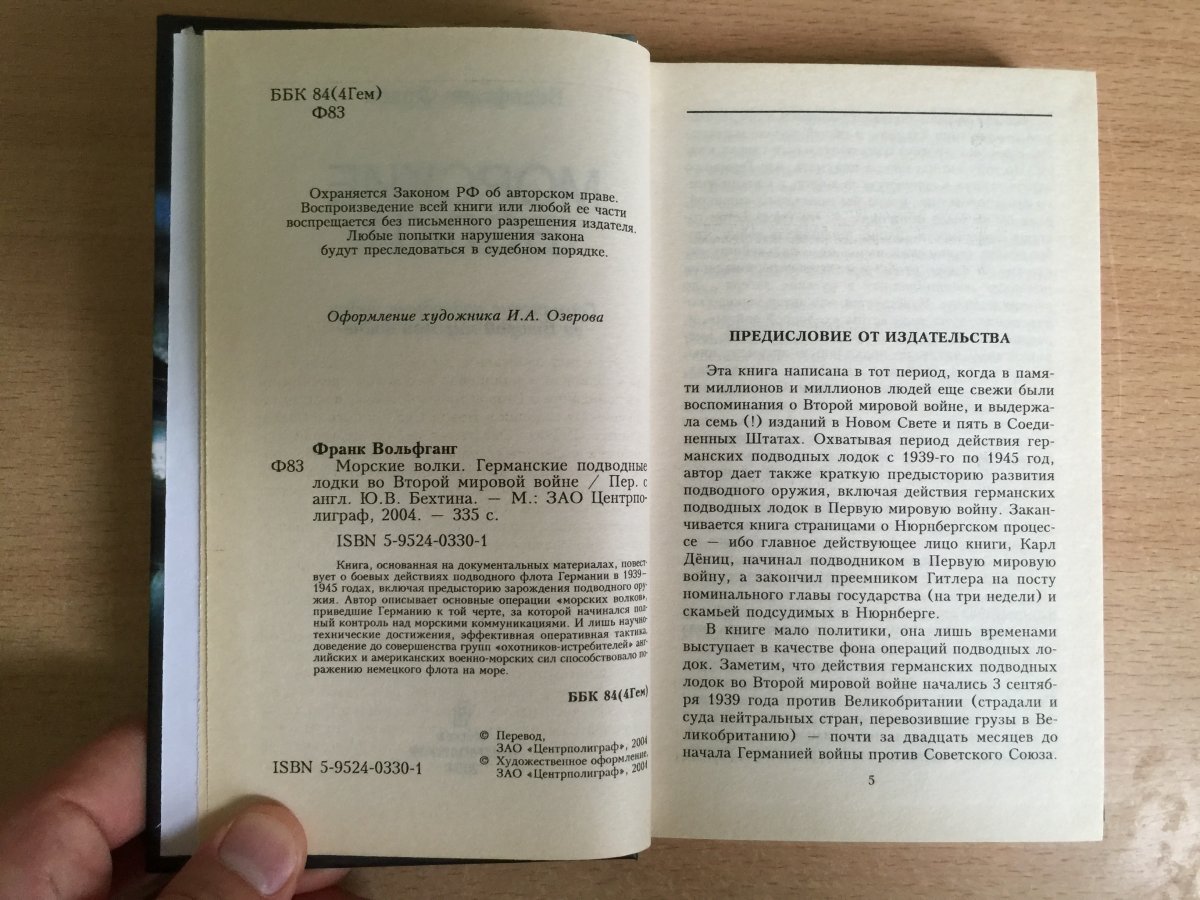 ББК 84(4Гем)
Ф83
Охраняется Законом РФ об авторском праве.
Воспроизведение всей книги или любой ее части
воспрещается без письменного разрешения издателя.
Любые попытки нарушения закона
будут преследоваться в судебном порядке.
Оформление художника И.А. Озерова
Франк Вольфганг
Ф83 Морские волки. Германские подводные
лодки во Второй мировой войне / Пер. с
англ. Ю.В. Бехтина. — М.: ЗАО Центрпо-
лиграф, 2004. — 335 с.
ISBN 5-9524-0330-1
Книга, основанная на документальных материалах, повест-
вует о боевых действиях подводного флота Германии в 1939–
1945 годах, включая предысторию зарождения подводного ору-
жия. Автор описывает основные операции «морских волков»,
приведшие Германию к той черте, за которой начинался пол-
ный контроль над морскими коммуникациями. И лишь научно-
технические достижения, эффективная оперативная тактика,
доведение до совершенства групп «охотников-истребителей» анг-
лийских и американских военно-морских сил способствовало по-
ражению немецкого флота на море.
ББК 84(4Гем)
© Перевод,
ЗАО «Центрполиграф», 2004
© Художественное оформление,
ЗАО «Центрполиграф», 2004
ISBN 5-9524-0330-1
ПРЕДИСЛОВИЕ ОТ ИЗДАТЕЛЬСТВА
Эта книга написана в тот период, когда в памя-
ти миллионов и миллионов людей еще свежи были
воспоминания о Второй мировой войне, и выдержа-
ла семь (!) изданий в Новом Свете и пять в Соеди-
ненных Штатах. Охватывая период действия гер-
манских подводных лодок с 1939-го по 1945 год,
автор дает также краткую предысторию развития
подводного оружия, включая действия германских
подводных лодок в Первую мировую войну. Закан-
чивается книга страницами о Нюрнбергском процес-
се — ибо главное действующее лицо книги, Карл
Дёниц, начинал подводником в Первую мировую
войну, а закончил преемником Гитлера на посту
номинального главы государства (на три недели) и
скамьей подсудимых в Нюрнберге.
В книге мало политики, она лишь временами
выступает в качестве фона операций подводных ло-
док. Заметим, что действия германских подводных
лодок во Второй мировой войне начались 3 сентяб-
ря 1939 года против Великобритании (страдали и
суда нейтральных стран, перевозившие грузы в Ве-
ликобританию) — почти за двадцать месяцев до
начала Германией войны против Советского Союза.
5